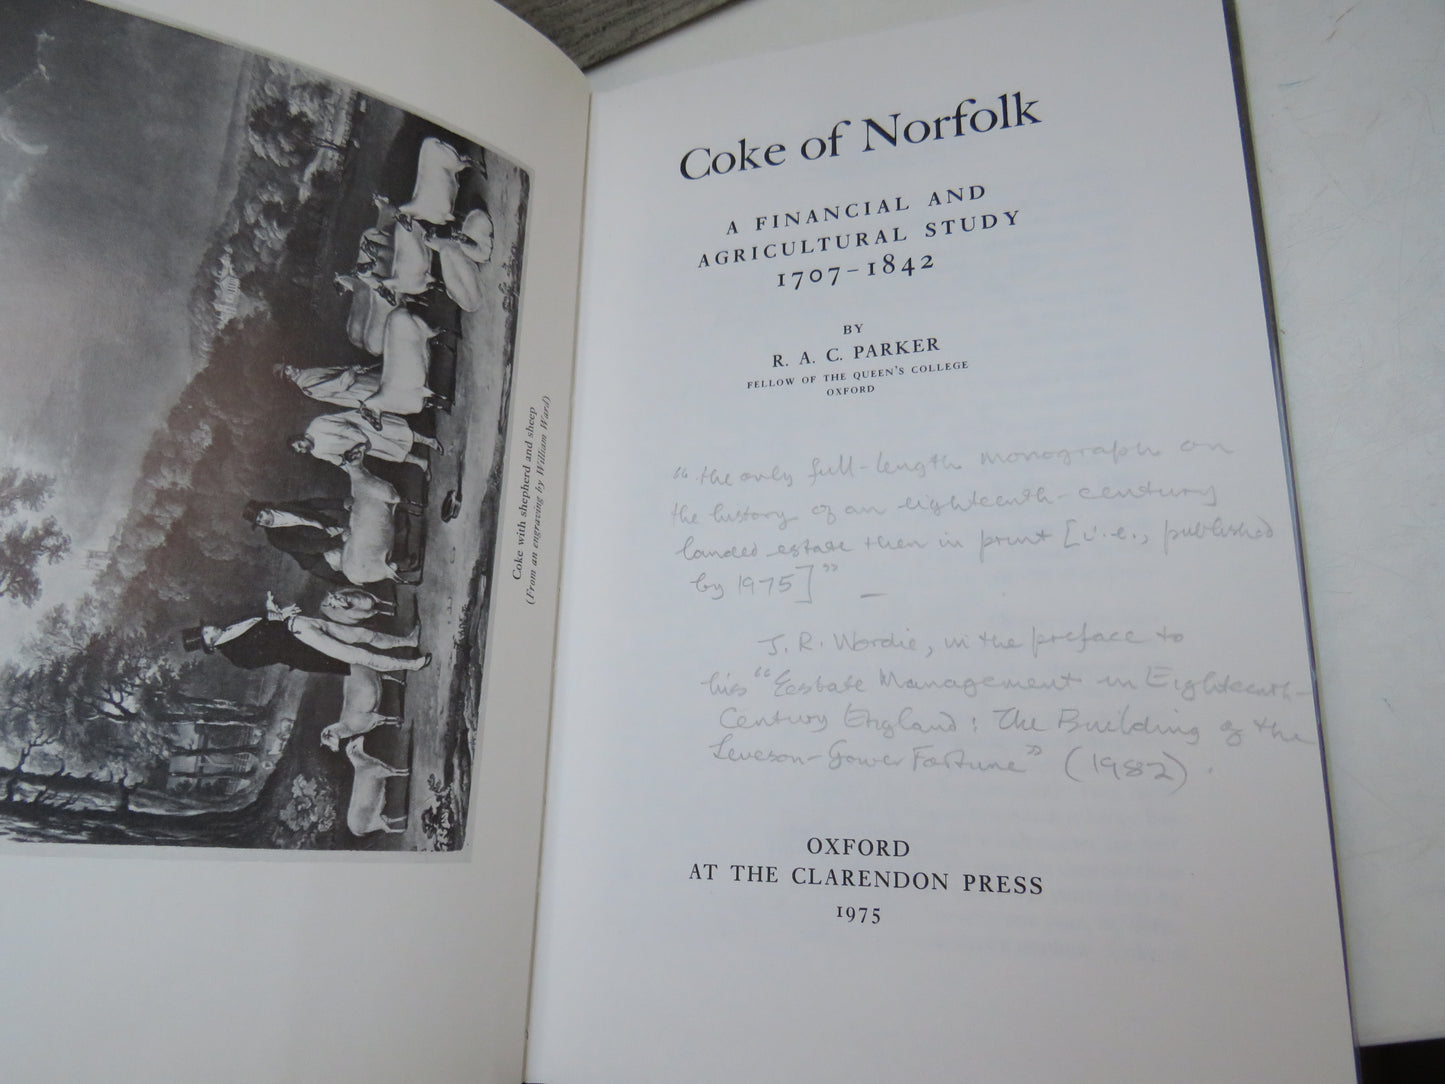 Coke with shepherd and sheep
(From an engraving by William Ward)
Coke of Norfolk
A FINANCIAL AND
AGRICULTURAL STUDY
1707–1842
BY
R. A. C. PARKER
FELLOW OF THE QUEEN'S COLLEGE
OXFORD
"the only full-length monograph on
the history of an eighteenth-century
landed estate then in print [i.e., published
by 1975]" —
J. R. Wordie, in the preface to
his "Estate Management in Eighteenth-
Century England: The Building of the
Leveson-Gower Fortune" (1982).
OXFORD
AT THE CLARENDON PRESS
1975